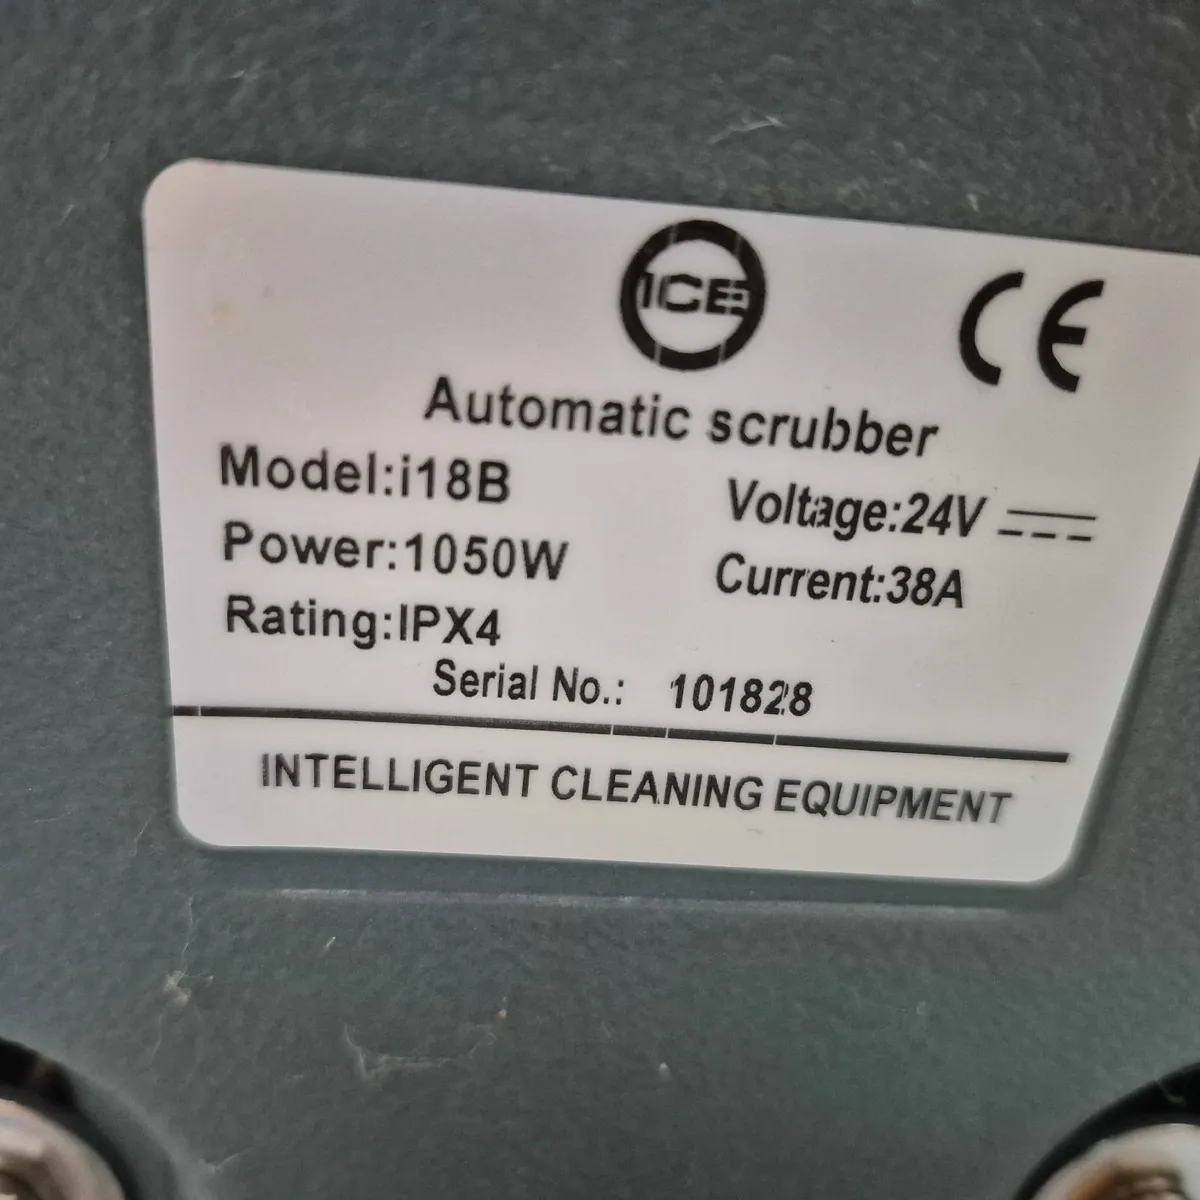 ICE
CE
Automatic scrubber
Model:i18B
Voltage:24V
Power:1050W
Current:38A
Rating:IPX4
Serial No.: 101828
INTELLIGENT CLEANING EQUIPMENT